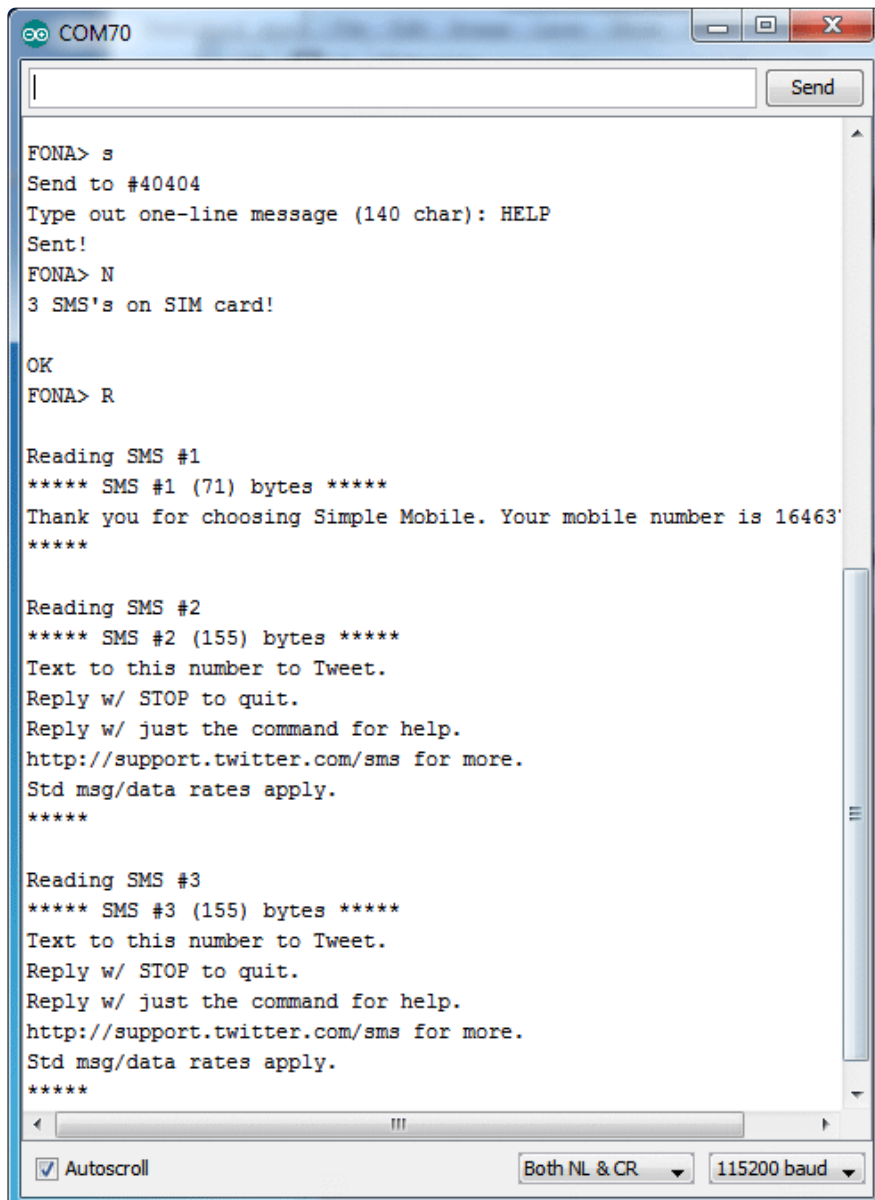 COM70
Send
FONA> s
Send to #40404
Type out one-line message (140 char): HELP
Sent!
FONA> N
3 SMS's on SIM card!
OK
FONA> R
Reading SMS #1
***** SMS #1 (71) bytes *****
Thank you for choosing Simple Mobile. Your mobile number is 16463
*****
Reading SMS #2
***** SMS #2 (155) bytes *****
Text to this number to Tweet.
Reply w/ STOP to quit.
Reply w/ just the command for help.
http://support.twitter.com/sms for more.
Std msg/data rates apply.
*****
Reading SMS #3
***** SMS #3 (155) bytes *****
Text to this number to Tweet.
Reply w/ STOP to quit.
Reply w/ just the command for help.
http://support.twitter.com/sms for more.
Std msg/data rates apply.
*****
Autoscroll
Both NL & CR
115200 baud